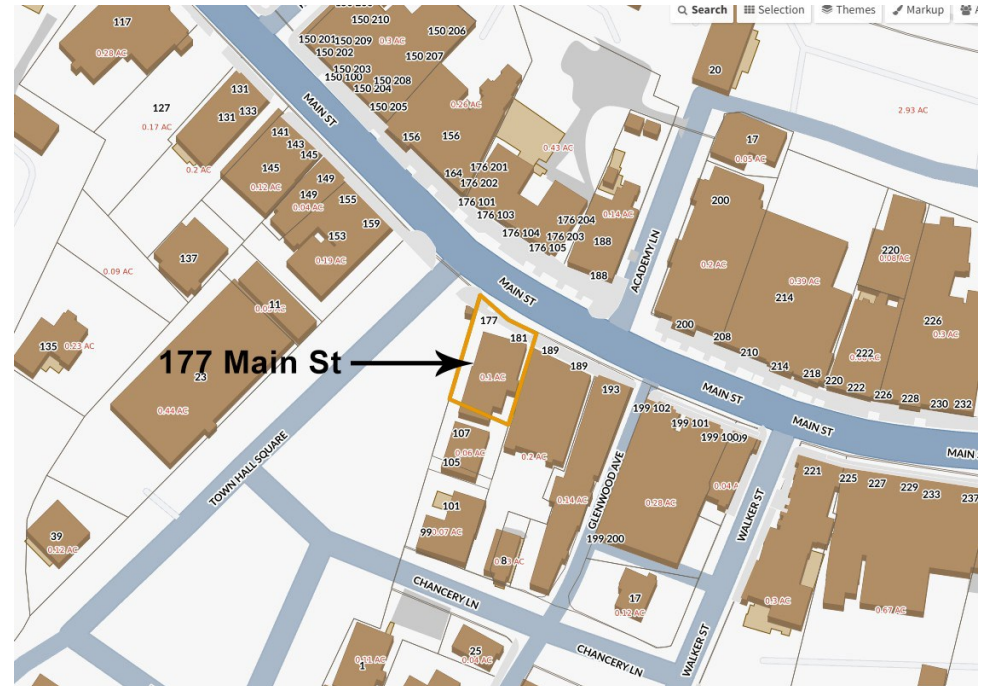 Search
Selection
Themes
Markup
117
0.28 AC
150 210
150 206
150 201
150 209
0.3 AC
150 202
150 207
150 203
150 100
150 208
150 204
150 205
MAIN ST
20
127
0.17 AC
131
131
133
0.2 AC
141
143
145
145
0.12 AC
149
149
0.04 AC
155
153
159
0.19 AC
156
156
0.26 AC
0.43 AC
164
176 201
176 202
176 101
176 103
176 104
176 203
176 204
176 105
0.14 AC
188
188
17
0.05 AC
2.93 AC
ACADEMY LN
200
0.2 AC
0.39 AC
214
220
0.08 AC
226
0.3 AC
222
137
0.09 AC
11
135
0.23 AC
MAIN ST
200
208
210
214
218
220
222
226
228
230
232
177
181
189
189
177 Main St
23
0.44 AC
0.1 AC
193
MAIN ST
MAIN ST
199 102
199 101
199 100
107
105
0.06 AC
0.2 AC
0.14 AC
0.28 AC
0.04 A
221
225
227
229
233
237
TOWN HALL SQUARE
GLENWOOD AVE
WALKER ST
101
99
0.07 AC
8
199 200
39
0.12 AC
17
0.12 AC
0.3 AC
0.67 AC
CHANCERY LN
25
0.04 AC
1
0.11 AC
CHANCERY LN
WALKER ST